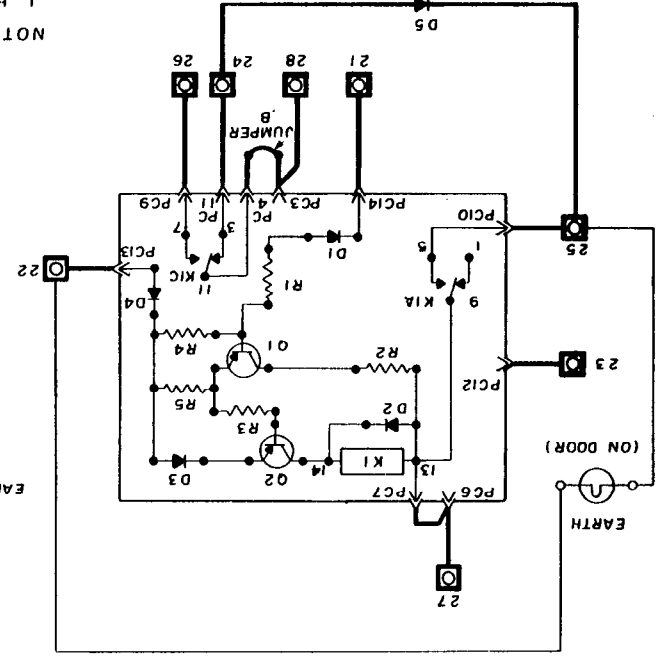 27
EARTH
EAR
PC6 PC7
13 K1 14 Q2 D3
(ON DOOR)
R3
D2
R5
PC12
23
R2 Q1 R4
9 K1A
D4
R1
11 K1C
22
25
1 5
D1
PC13
3 7
PC10
PC14 PC3 PC 4 PC 11 PC9
JUMPER
B.
21 28 24 26
D5
NOT